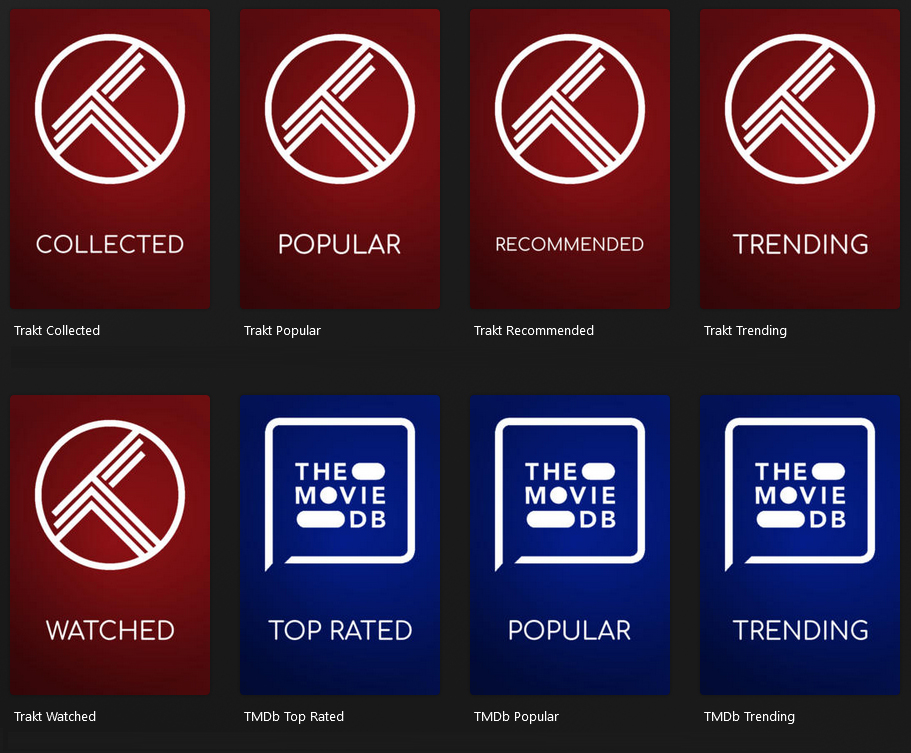 COLLECTED
POPULAR
RECOMMENDED
TRENDING
Trakt Collected
Trakt Popular
Trakt Recommended
Trakt Trending
THE
MOVIE
DB
THE
MOVIE
DB
THE
MOVIE
DB
WATCHED
TOP RATED
POPULAR
TRENDING
Trakt Watched
TMDb Top Rated
TMDb Popular
TMDb Trending